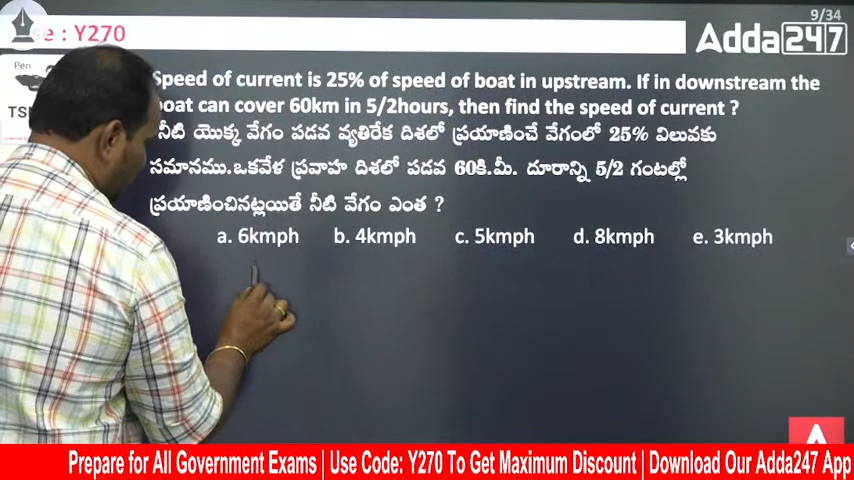 9/34
se : Y270
Adda247
Pen
TS
Speed of current is 25% of speed of boat in upstream. If in downstream the
boat can cover 60km in 5/2hours, then find the speed of current ?
నీటి యొక్క వేగం పడవ వ్యతిరేక దిశలో ప్రయాణించే వేగంలో 25% విలువకు
సమానము.ఒకవేళ ప్రవాహ దిశలో పడవ 60కి.మీ. దూరాన్ని 5/2 గంటల్లో
ప్రయాణించినట్లయితే నీటి వేగం ఎంత ?
a. 6kmph b. 4kmph c. 5kmph d. 8kmph e. 3kmph
Prepare for All Government Exams | Use Code: Y270 To Get Maximum Discount | Download Our Adda247 App